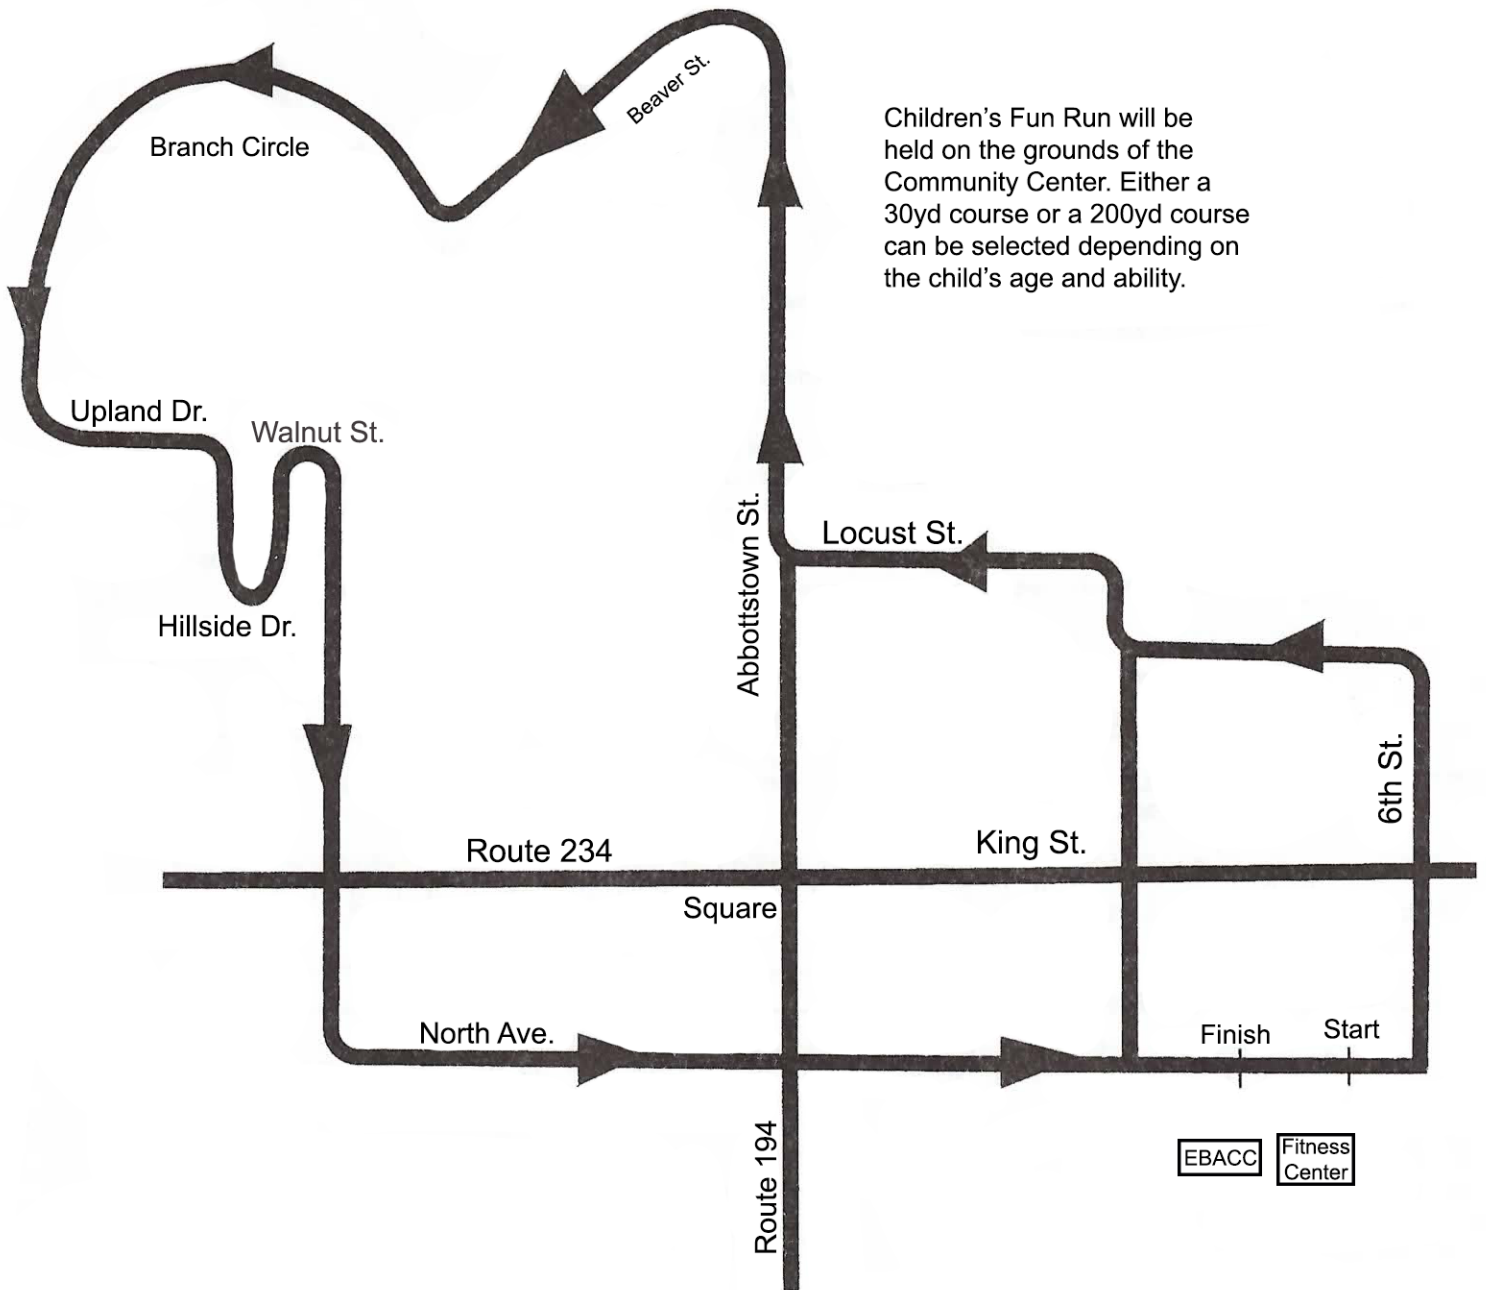 Beaver St.
Branch Circle
Children's Fun Run will be
held on the grounds of the
Community Center. Either a
30yd course or a 200yd course
can be selected depending on
the child's age and ability.
Upland Dr.
Walnut St.
Hillside Dr.
Abbottstown St.
Locust St.
6th St.
Route 234
King St.
Square
North Ave.
Finish
Start
Route 194
EBACC
Fitness
Center